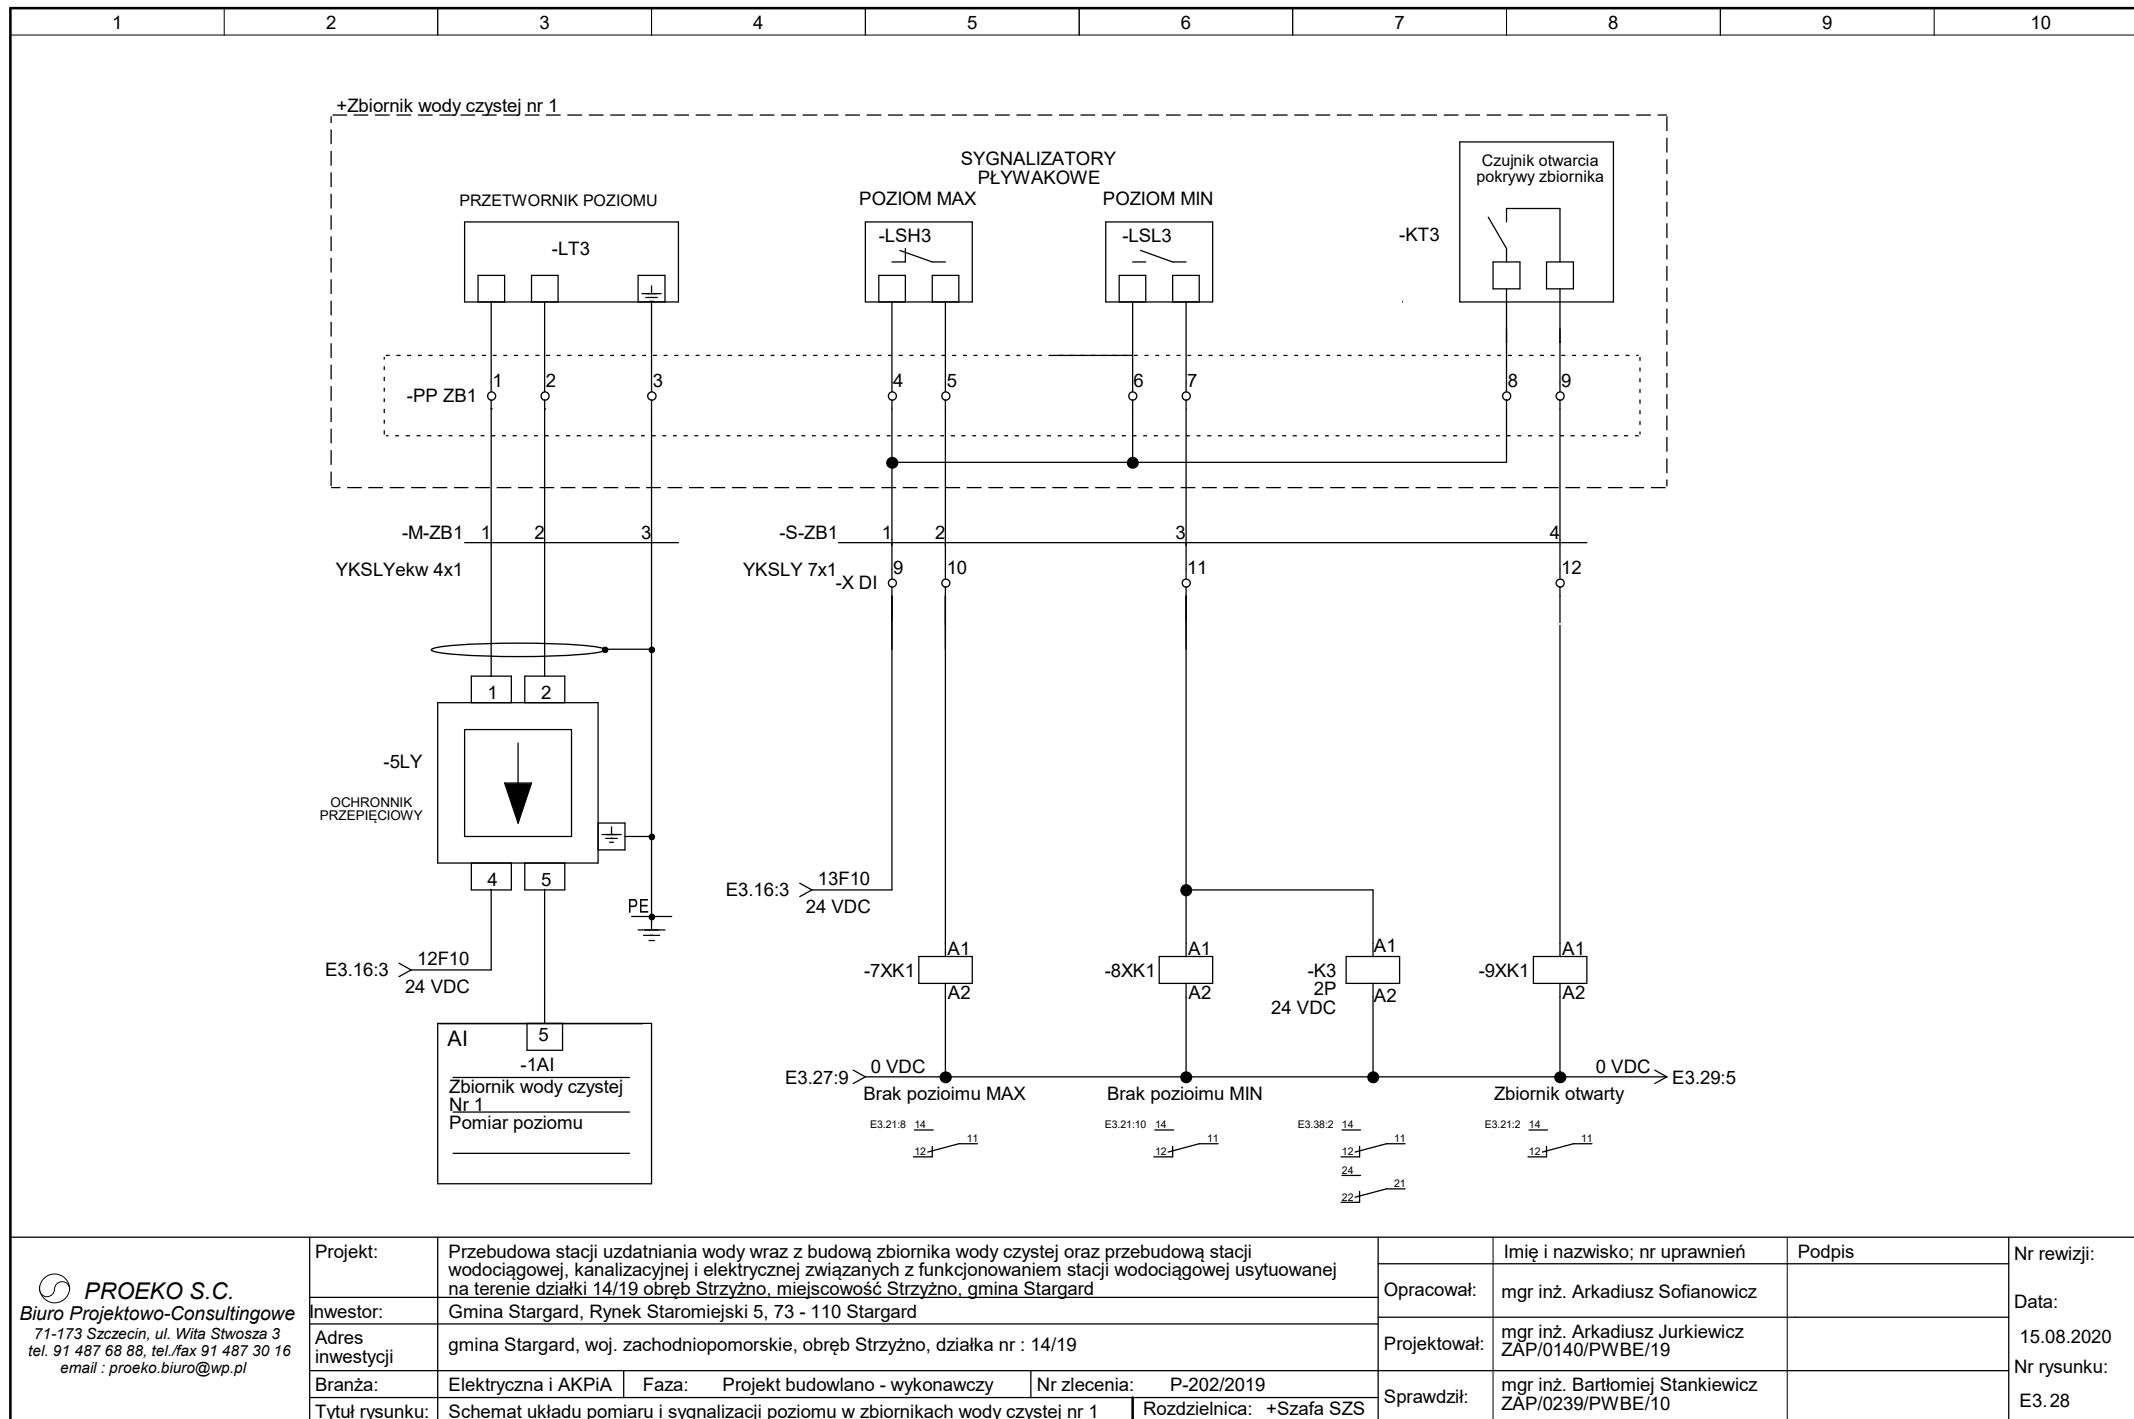 1 2 3 4 5 6 7 8 9 10
+Zbiornik wody czystej nr 1
SYGNALIZATORY
PŁYWAKOWE
Czujnik otwarcia
pokrywy zbiornika
PRZETWORNIK POZIOMU
POZIOM MAX
POZIOM MIN
-LT3
-LSH3
-LSL3
-KT3
-PP ZB1
1 2 3 4 5 6 7 8 9
-M-ZB1 1 2 3
-S-ZB1 1 2 3 4
YKSLYekw 4x1
YKSLY 7x1
-X DI 9 10 11 12
1 2
-5LY
OCHRONNIK
PRZEPIĘCIOWY
4 5
PE
E3.16:3 12F10
24 VDC
E3.16:3 13F10
24 VDC
-7XK1 A1 A2
-8XK1 A1 A2
-K3
2P
24 VDC
A1 A2
-9XK1 A1 A2
AI 5
-1AI
Zbiornik wody czystej
Nr 1
Pomiar poziomu
E3.27:9 0 VDC
0 VDC E3.29:5
Brak pozioimu MAX
Brak pozioimu MIN
Zbiornik otwarty
E3.21:8 14
12 11
E3.21:10 14
12 11
E3.38:2 14
12 11
24
22 21
E3.21:2 14
12 11
PROEKO S.C.
Biuro Projektowo-Consultingowe
71-173 Szczecin, ul. Wita Stwosza 3
tel. 91 487 68 88, tel./fax 91 487 30 16
email : proeko.biuro@wp.pl
Projekt:
Przebudowa stacji uzdatniania wody wraz z budową zbiornika wody czystej oraz przebudową stacji
wodociągowej, kanalizacyjnej i elektrycznej związanych z funkcjonowaniem stacji wodociągowej usytuowanej
na terenie działki 14/19 obręb Strzyżno, miejscowość Strzyżno, gmina Stargard
Inwestor:
Gmina Stargard, Rynek Staromiejski 5, 73 - 110 Stargard
Adres
inwestycji
gmina Stargard, woj. zachodniopomorskie, obręb Strzyżno, działka nr : 14/19
Branża: Elektryczna i AKPiA Faza: Projekt budowlano - wykonawczy Nr zlecenia: P-202/2019
Tytuł rysunku: Schemat układu pomiaru i sygnalizacji poziomu w zbiornikach wody czystej nr 1 Rozdzielnica: +Szafa SZS
Imię i nazwisko; nr uprawnień Podpis
Opracował: mgr inż. Arkadiusz Sofianowicz
Projektował:
mgr inż. Arkadiusz Jurkiewicz
ZAP/0140/PWBE/19
Sprawdził:
mgr inż. Bartłomiej Stankiewicz
ZAP/0239/PWBE/10
Nr rewizji:
Data:
15.08.2020
Nr rysunku:
E3.28